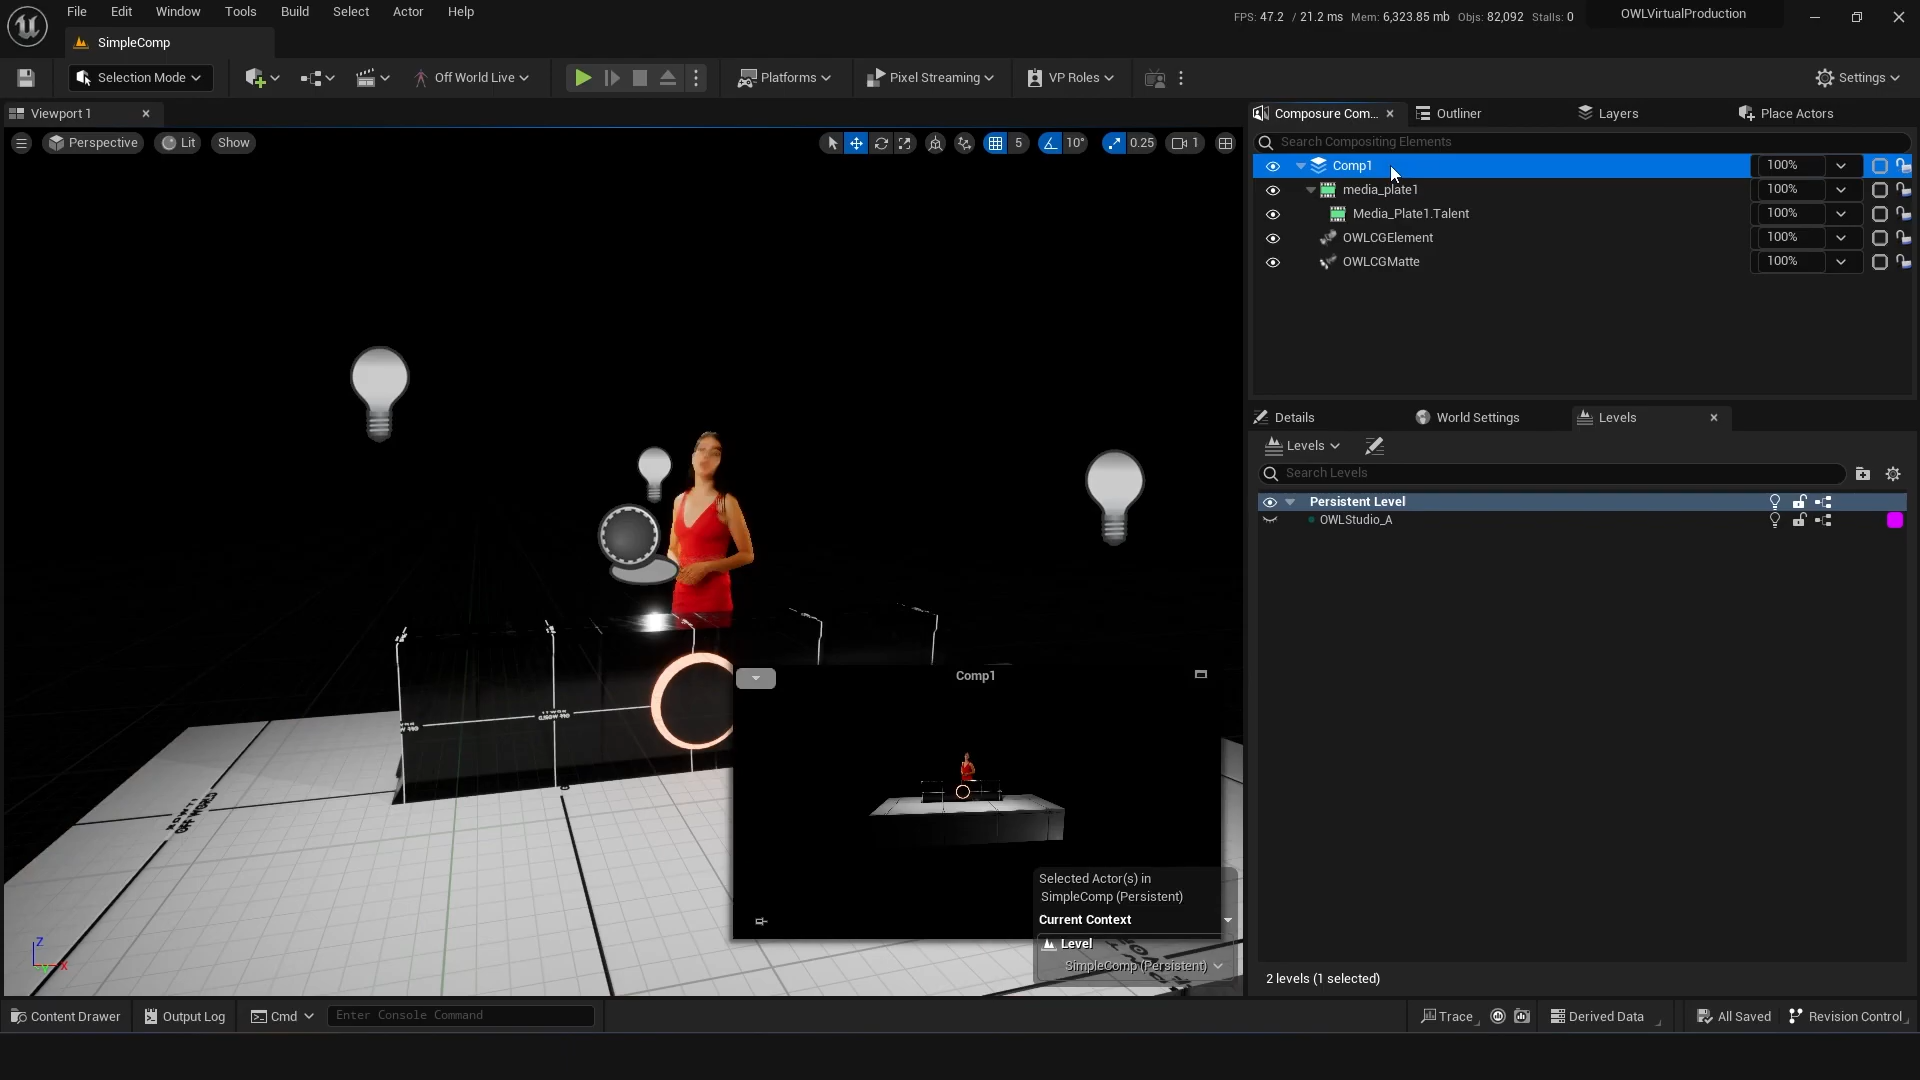 File Edit Window Tools Build Select Actor Help
FPS: 47.2 / 21.2 ms Mem: 6,323.85 mb Objs: 82,092 Stalls: 0
OWLVirtualProduction
SimpleComp
Selection Mode
Off World Live
Platforms
Pixel Streaming
VP Roles
Settings
Viewport 1
Perspective
Lit
Show
5
10°
0.25
1
Composure Com...
Outliner
Layers
Place Actors
Search Compositing Elements
Comp1 100%
media_plate1 100%
Media_Plate1.Talent 100%
OWLCGElement 100%
OWLCGMatte 100%
Details
World Settings
Levels
Levels
Search Levels
Persistent Level
OWLStudio_A
2 levels (1 selected)
Comp1
Selected Actor(s) in
SimpleComp (Persistent)
Current Context
Level
SimpleComp (Persistent)
Z
X
Content Drawer
Output Log
Cmd
Enter Console Command
Trace
Derived Data
All Saved
Revision Control